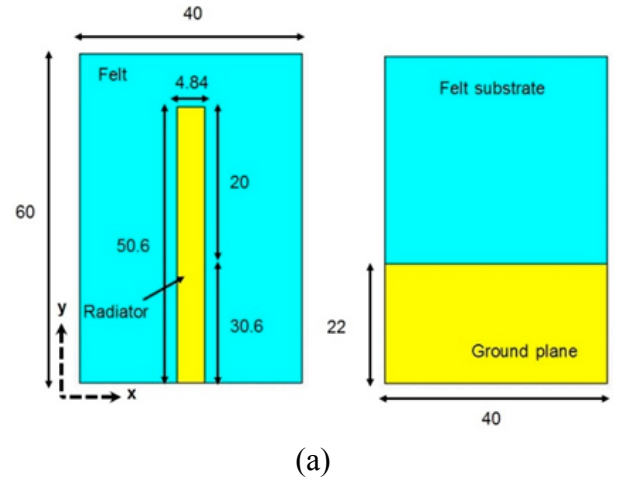 40
Felt
4.84
60
50.6
20
30.6
Radiator
y
x
Felt substrate
22
Ground plane
40
(a)